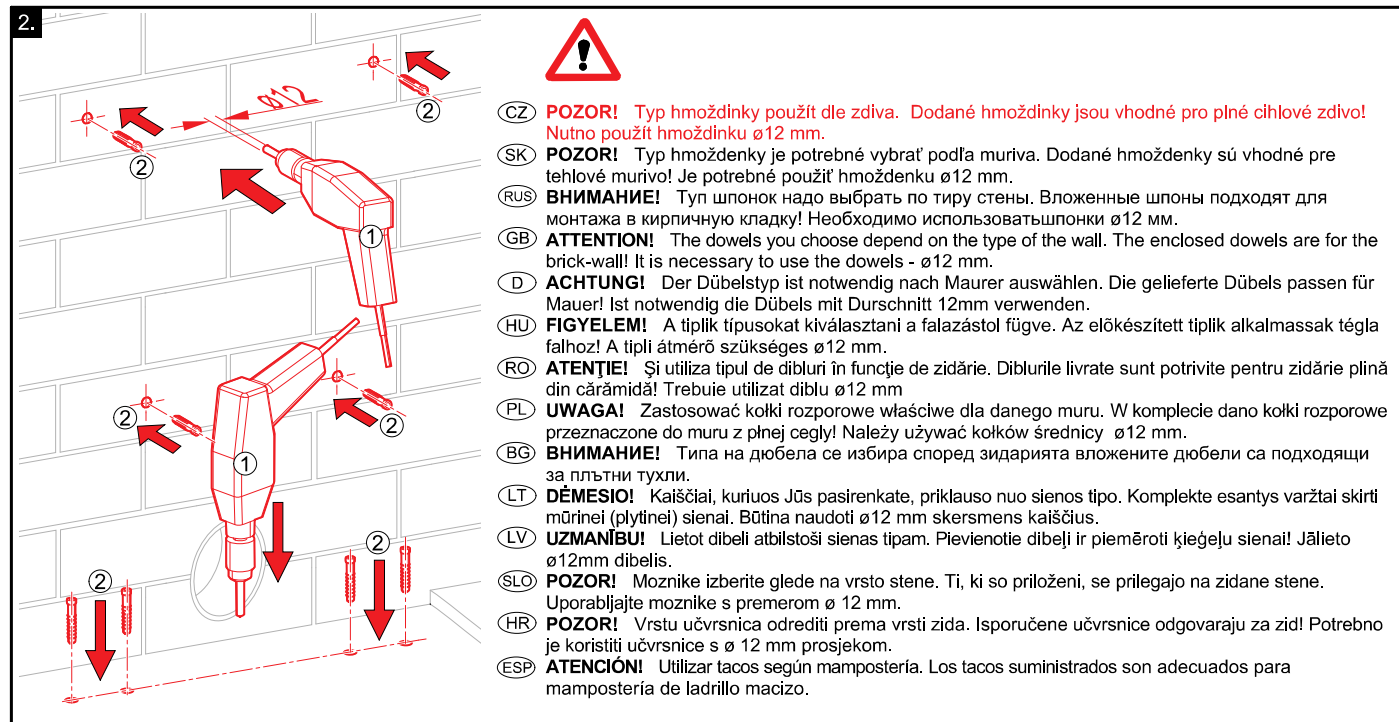 2.
ø12
②
②
①
②
②
①
②
②
CZ POZOR! Typ hmoždinky použít dle zdiva. Dodané hmoždinky jsou vhodné pro plné cihlové zdivo!
Nutno použít hmoždinku ø12 mm.
SK POZOR! Typ hmoždenky je potrebné vybrať podľa muriva. Dodané hmoždenky sú vhodné pre
tehlové murivo! Je potrebné použiť hmoždenku ø12 mm.
RUS ВНИМАНИЕ! Туп шпонок надо выбрать по тиру стены. Вложенные шпоны подходят для
монтажа в кирпичную кладку! Необходимо использоватьшпонки ø12 мм.
GB ATTENTION! The dowels you choose depend on the type of the wall. The enclosed dowels are for the
brick-wall! It is necessary to use the dowels - ø12 mm.
D ACHTUNG! Der Dübelstyp ist notwendig nach Maurer auswählen. Die gelieferte Dübels passen für
Mauer! Ist notwendig die Dübels mit Durschnitt 12mm verwenden.
HU FIGYELEM! A tiplik típusokat kiválasztani a falazástol fügve. Az elõkészített tiplik alkalmassak tégla
falhoz! A tipli átmérõ szükséges ø12 mm.
RO ATENŢIE! Şi utiliza tipul de dibluri în funcţie de zidărie. Diblurile livrate sunt potrivite pentru zidărie plină
din cărămidă! Trebuie utilizat diblu ø12 mm
PL UWAGA! Zastosować kołki rozporowe właściwe dla danego muru. W komplecie dano kołki rozporowe
przeznaczone do muru z płnej cegly! Należy używać kołków średnicy ø12 mm.
BG ВНИМАНИЕ! Типа на дюбела се избира според зидарията вложените дюбели са подходящи
за плътни тухли.
LT DĖMESIO! Kaiščiai, kuriuos Jūs pasirenkate, priklauso nuo sienos tipo. Komplekte esantys varžtai skirti
mūrinei (plytinei) sienai. Būtina naudoti ø12 mm skersmens kaiščius.
LV UZMANĪBU! Lietot dibeli atbilstoši sienas tipam. Pievienotie dibeļi ir piemēroti ķieģeļu sienai! Jālieto
ø12mm dibelis.
SLO POZOR! Moznike izberite glede na vrsto stene. Ti, ki so priloženi, se prilegajo na zidane stene.
Uporabljajte moznike s premerom ø 12 mm.
HR POZOR! Vrstu učvrsnica odrediti prema vrsti zida. Isporučene učvrsnice odgovaraju za zid! Potrebno
je koristiti učvrsnice s ø 12 mm prosjekom.
ESP ATENCIÓN! Utilizar tacos según mampostería. Los tacos suministrados son adecuados para
mampostería de ladrillo macizo.